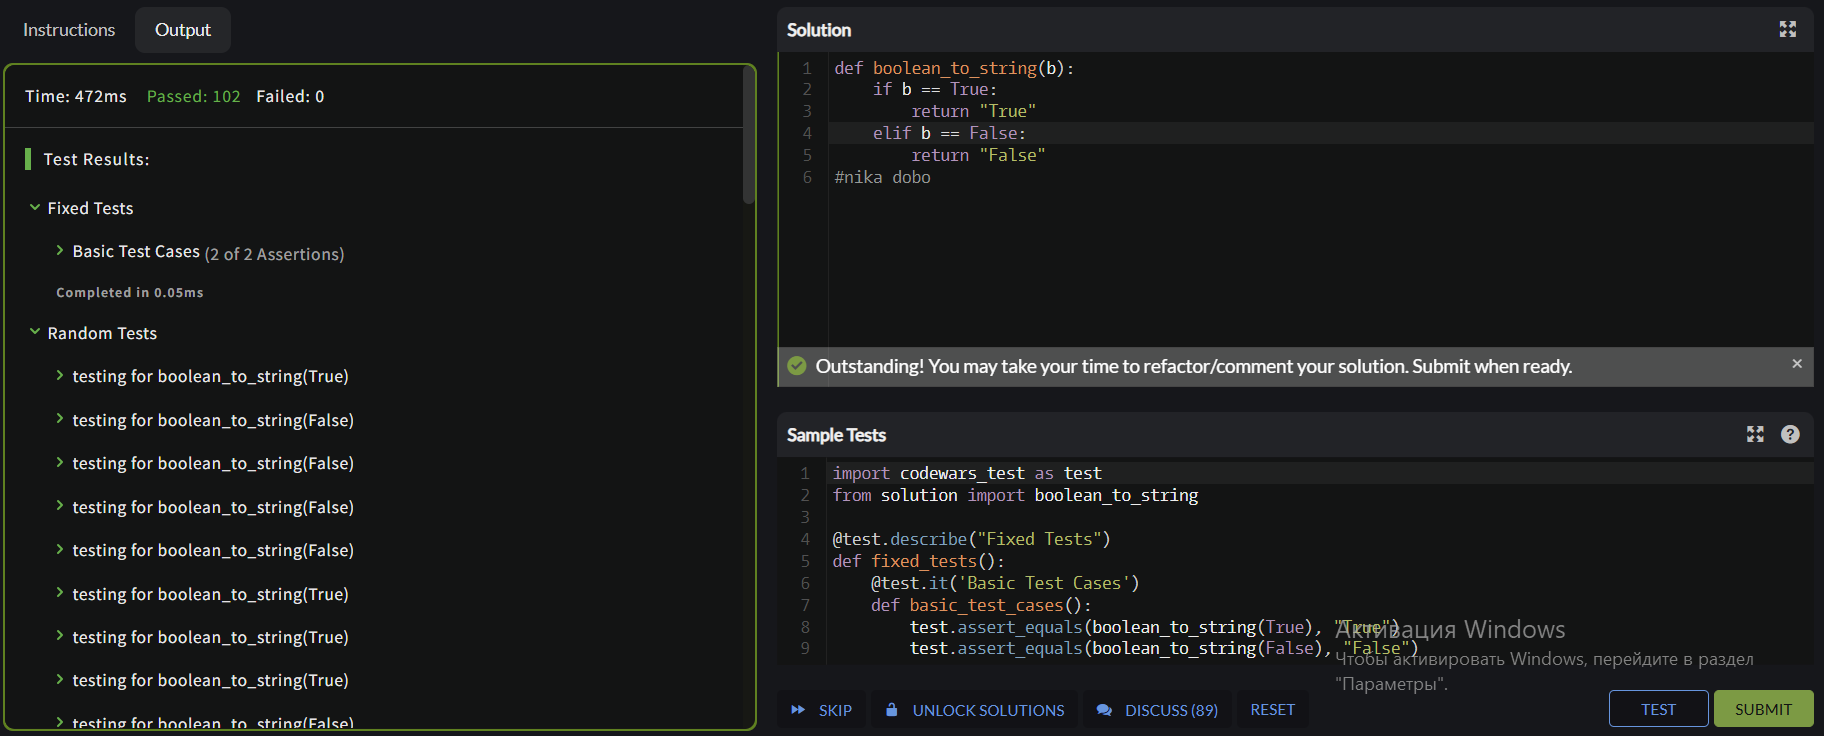 Instructions
Output
Time: 472ms Passed: 102 Failed: 0
Test Results:
Fixed Tests
Basic Test Cases (2 of 2 Assertions)
Completed in 0.05ms
Random Tests
testing for boolean_to_string(True)
testing for boolean_to_string(False)
testing for boolean_to_string(False)
testing for boolean_to_string(False)
testing for boolean_to_string(False)
testing for boolean_to_string(True)
testing for boolean_to_string(True)
testing for boolean_to_string(True)
testing for boolean_to_string(False)
Solution
1 def boolean_to_string(b):
2     if b == True:
3         return "True"
4     elif b == False:
5         return "False"
6 #nika dobo
Outstanding! You may take your time to refactor/comment your solution. Submit when ready.
Sample Tests
1 import codewars_test as test
2 from solution import boolean_to_string
3
4 @test.describe("Fixed Tests")
5 def fixed_tests():
6     @test.it('Basic Test Cases')
7     def basic_test_cases():
8         test.assert_equals(boolean_to_string(True), "True")
9         test.assert_equals(boolean_to_string(False), "False")
Активация Windows
Чтобы активировать Windows, перейдите в раздел
"Параметры".
SKIP
UNLOCK SOLUTIONS
DISCUSS (89)
RESET
TEST
SUBMIT